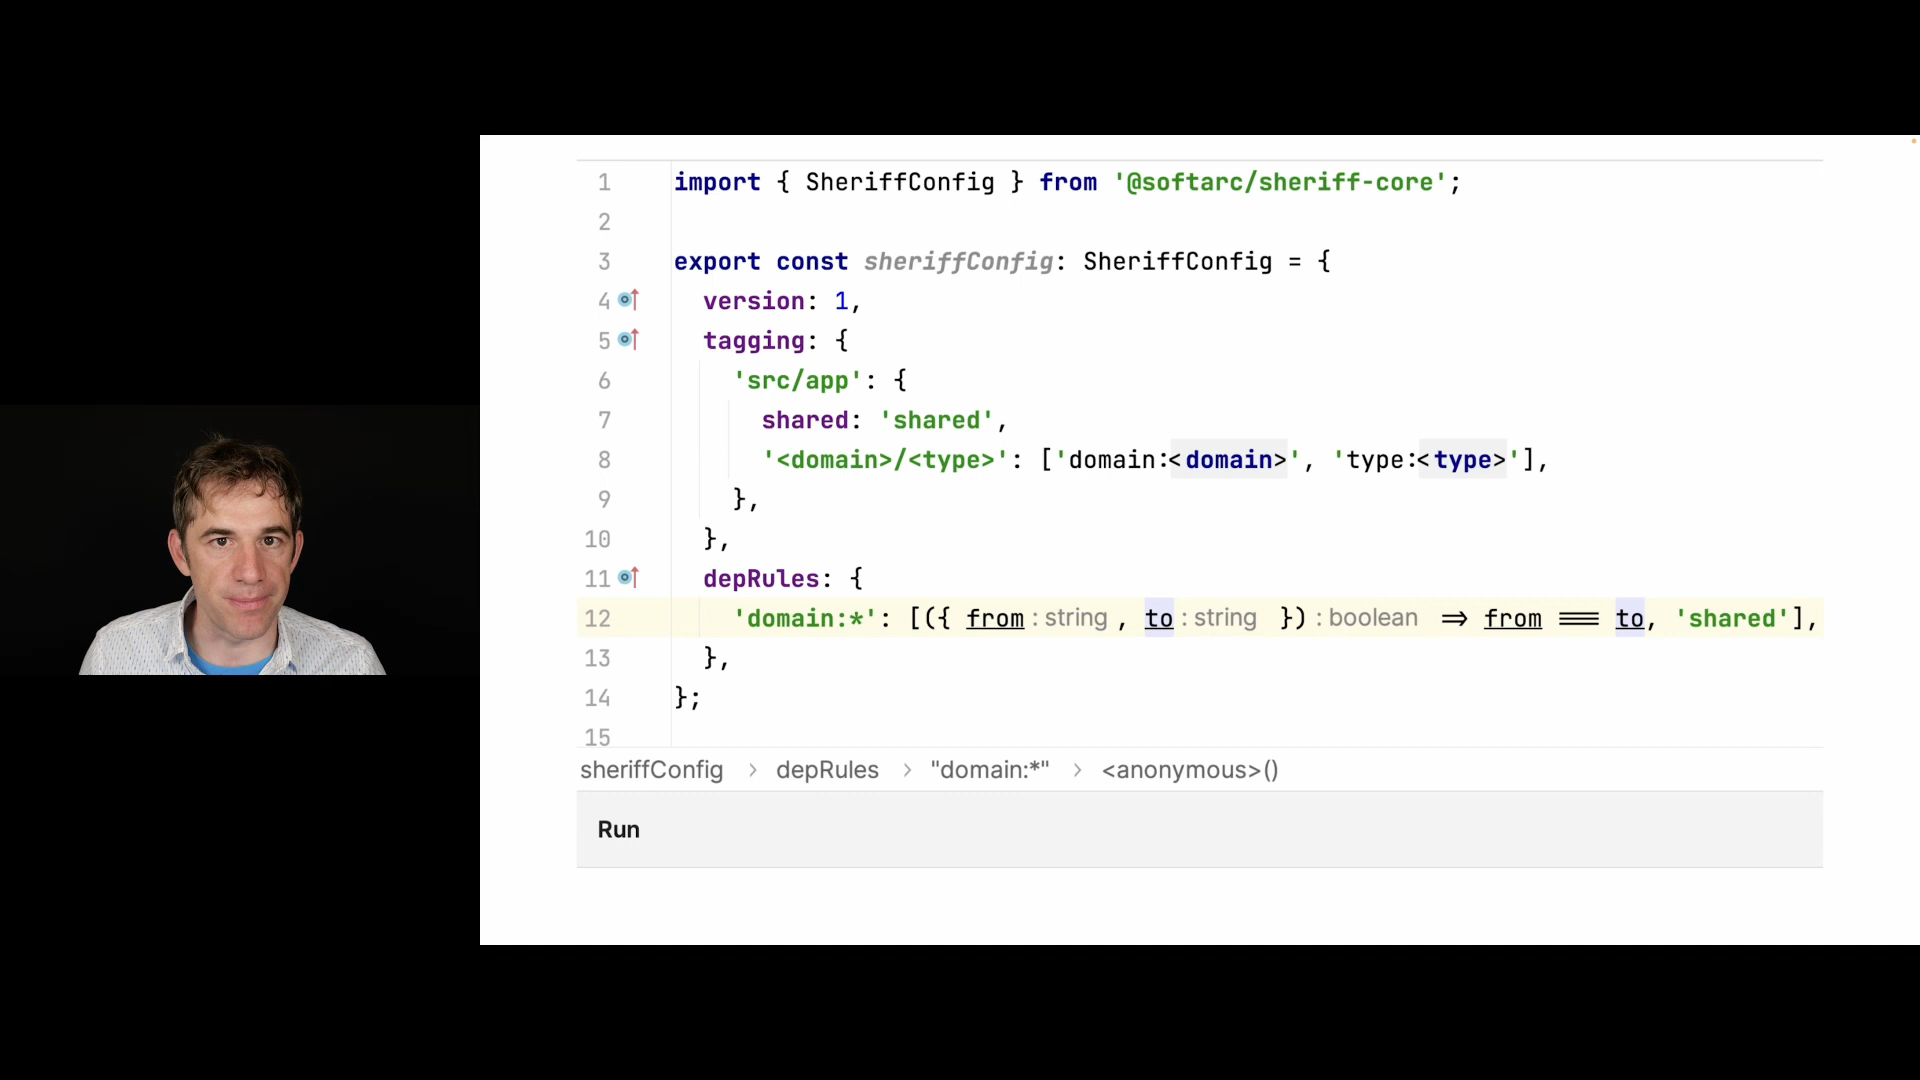 1 import { SheriffConfig } from '@softarc/sheriff-core';
2
3 export const sheriffConfig: SheriffConfig = {
4 version: 1,
5 tagging: {
6 'src/app': {
7 shared: 'shared',
8 '<domain>/<type>': ['domain:<domain>', 'type:<type>'],
9 },
10 },
11 depRules: {
12 'domain:*': [({ from : string , to : string }) : boolean => from === to, 'shared'],
13 },
14 };
15
sheriffConfig > depRules > "domain:*" > <anonymous>()
Run